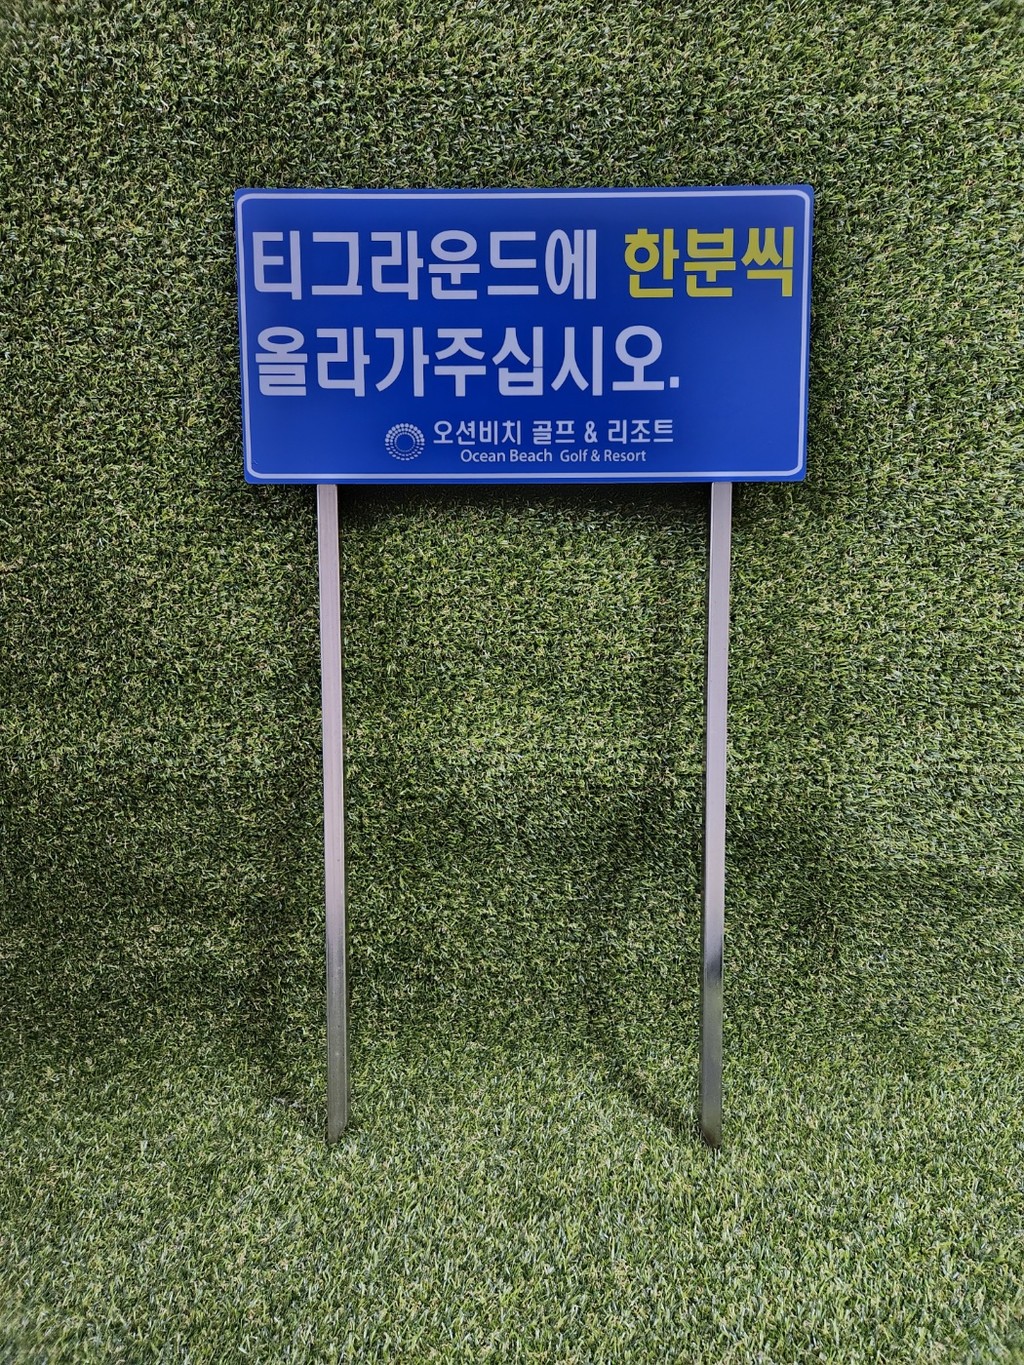 티그라운드에 한분씩
올라가주십시오.
오션비치 골프 & 리조트
Ocean Beach Golf & Resort